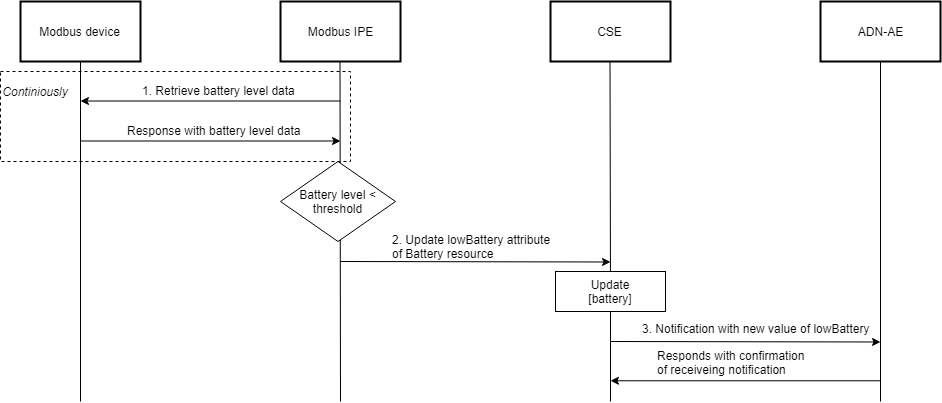 Modbus device
Modbus IPE
CSE
ADN-AE
Continiously
1. Retrieve battery level data
Response with battery level data
Battery level <
threshold
2. Update lowBattery attribute
of Battery resource
Update
[battery]
3. Notification with new value of lowBattery
Responds with confirmation
of receiveing notification